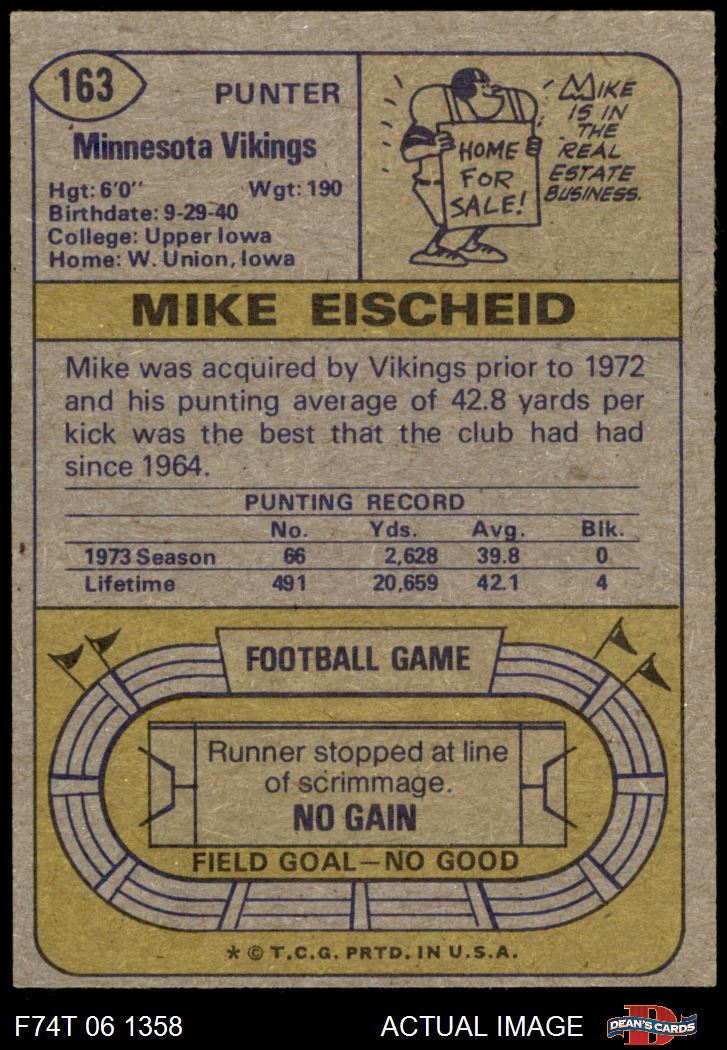 163
PUNTER
Minnesota Vikings
Hgt: 6'0" Wgt: 190
Birthdate: 9-29-40
College: Upper Iowa
Home: W. Union, Iowa
HOME
FOR
SALE!
MIKE
IS IN
THE
REAL
ESTATE
BUSINESS.
MIKE EISCHEID
Mike was acquired by Vikings prior to 1972
and his punting average of 42.8 yards per
kick was the best that the club had had
since 1964.
PUNTING RECORD
No. Yds. Avg. Blk.
1973 Season 66 2,628 39.8 0
Lifetime 491 20,659 42.1 4
FOOTBALL GAME
Runner stopped at line
of scrimmage.
NO GAIN
FIELD GOAL—NO GOOD
* © T.C.G. PRTD. IN U.S.A.
F74T 06 1358 ACTUAL IMAGE D DEAN'S CARDS